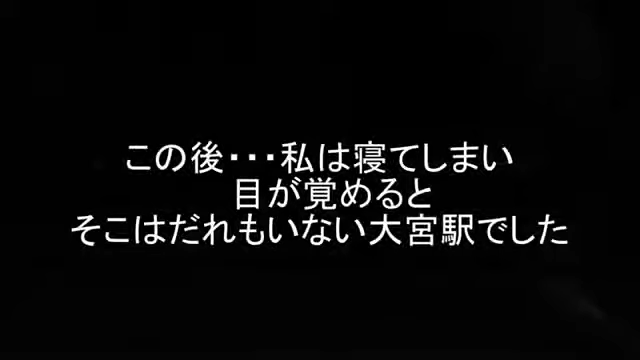 この後・・・私は寝てしまい
目が覚めると
そこはだれもいない大宮駅でした